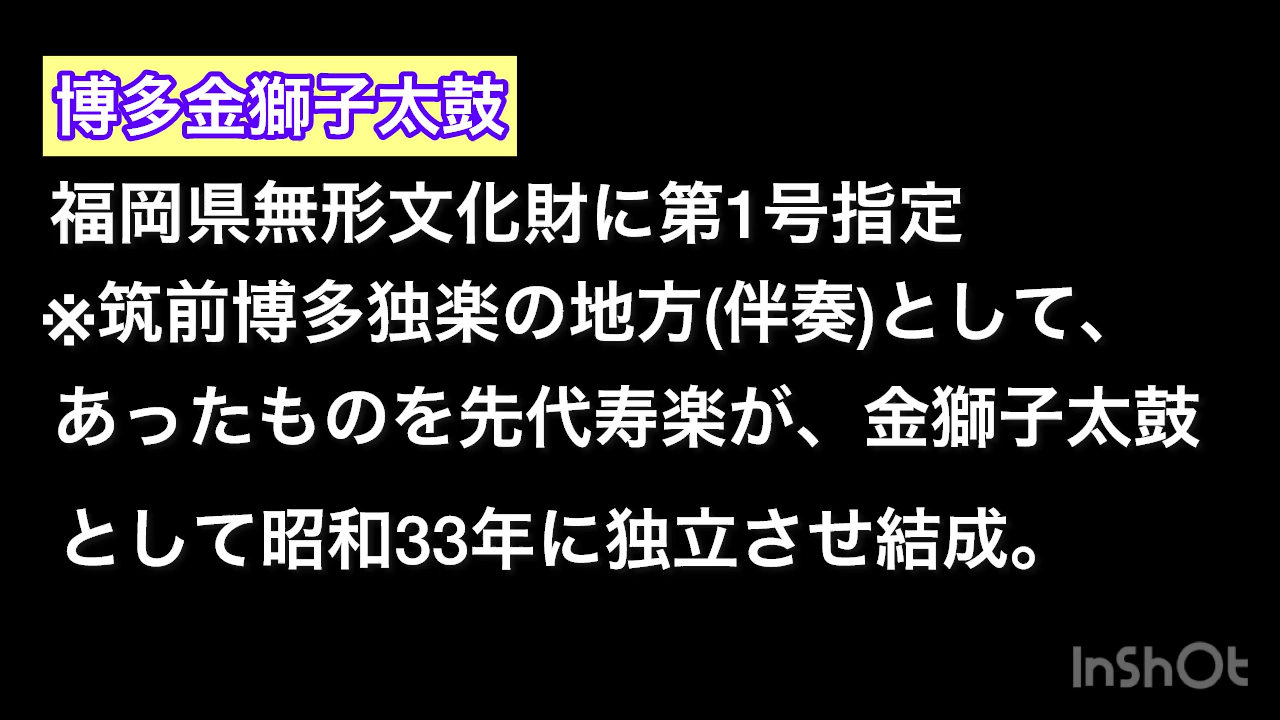 博多金獅子太鼓
福岡県無形文化財に第1号指定
※筑前博多独楽の地方(伴奏)として、
あったものを先代寿楽が、金獅子太鼓
として昭和33年に独立させ結成。
InShOt